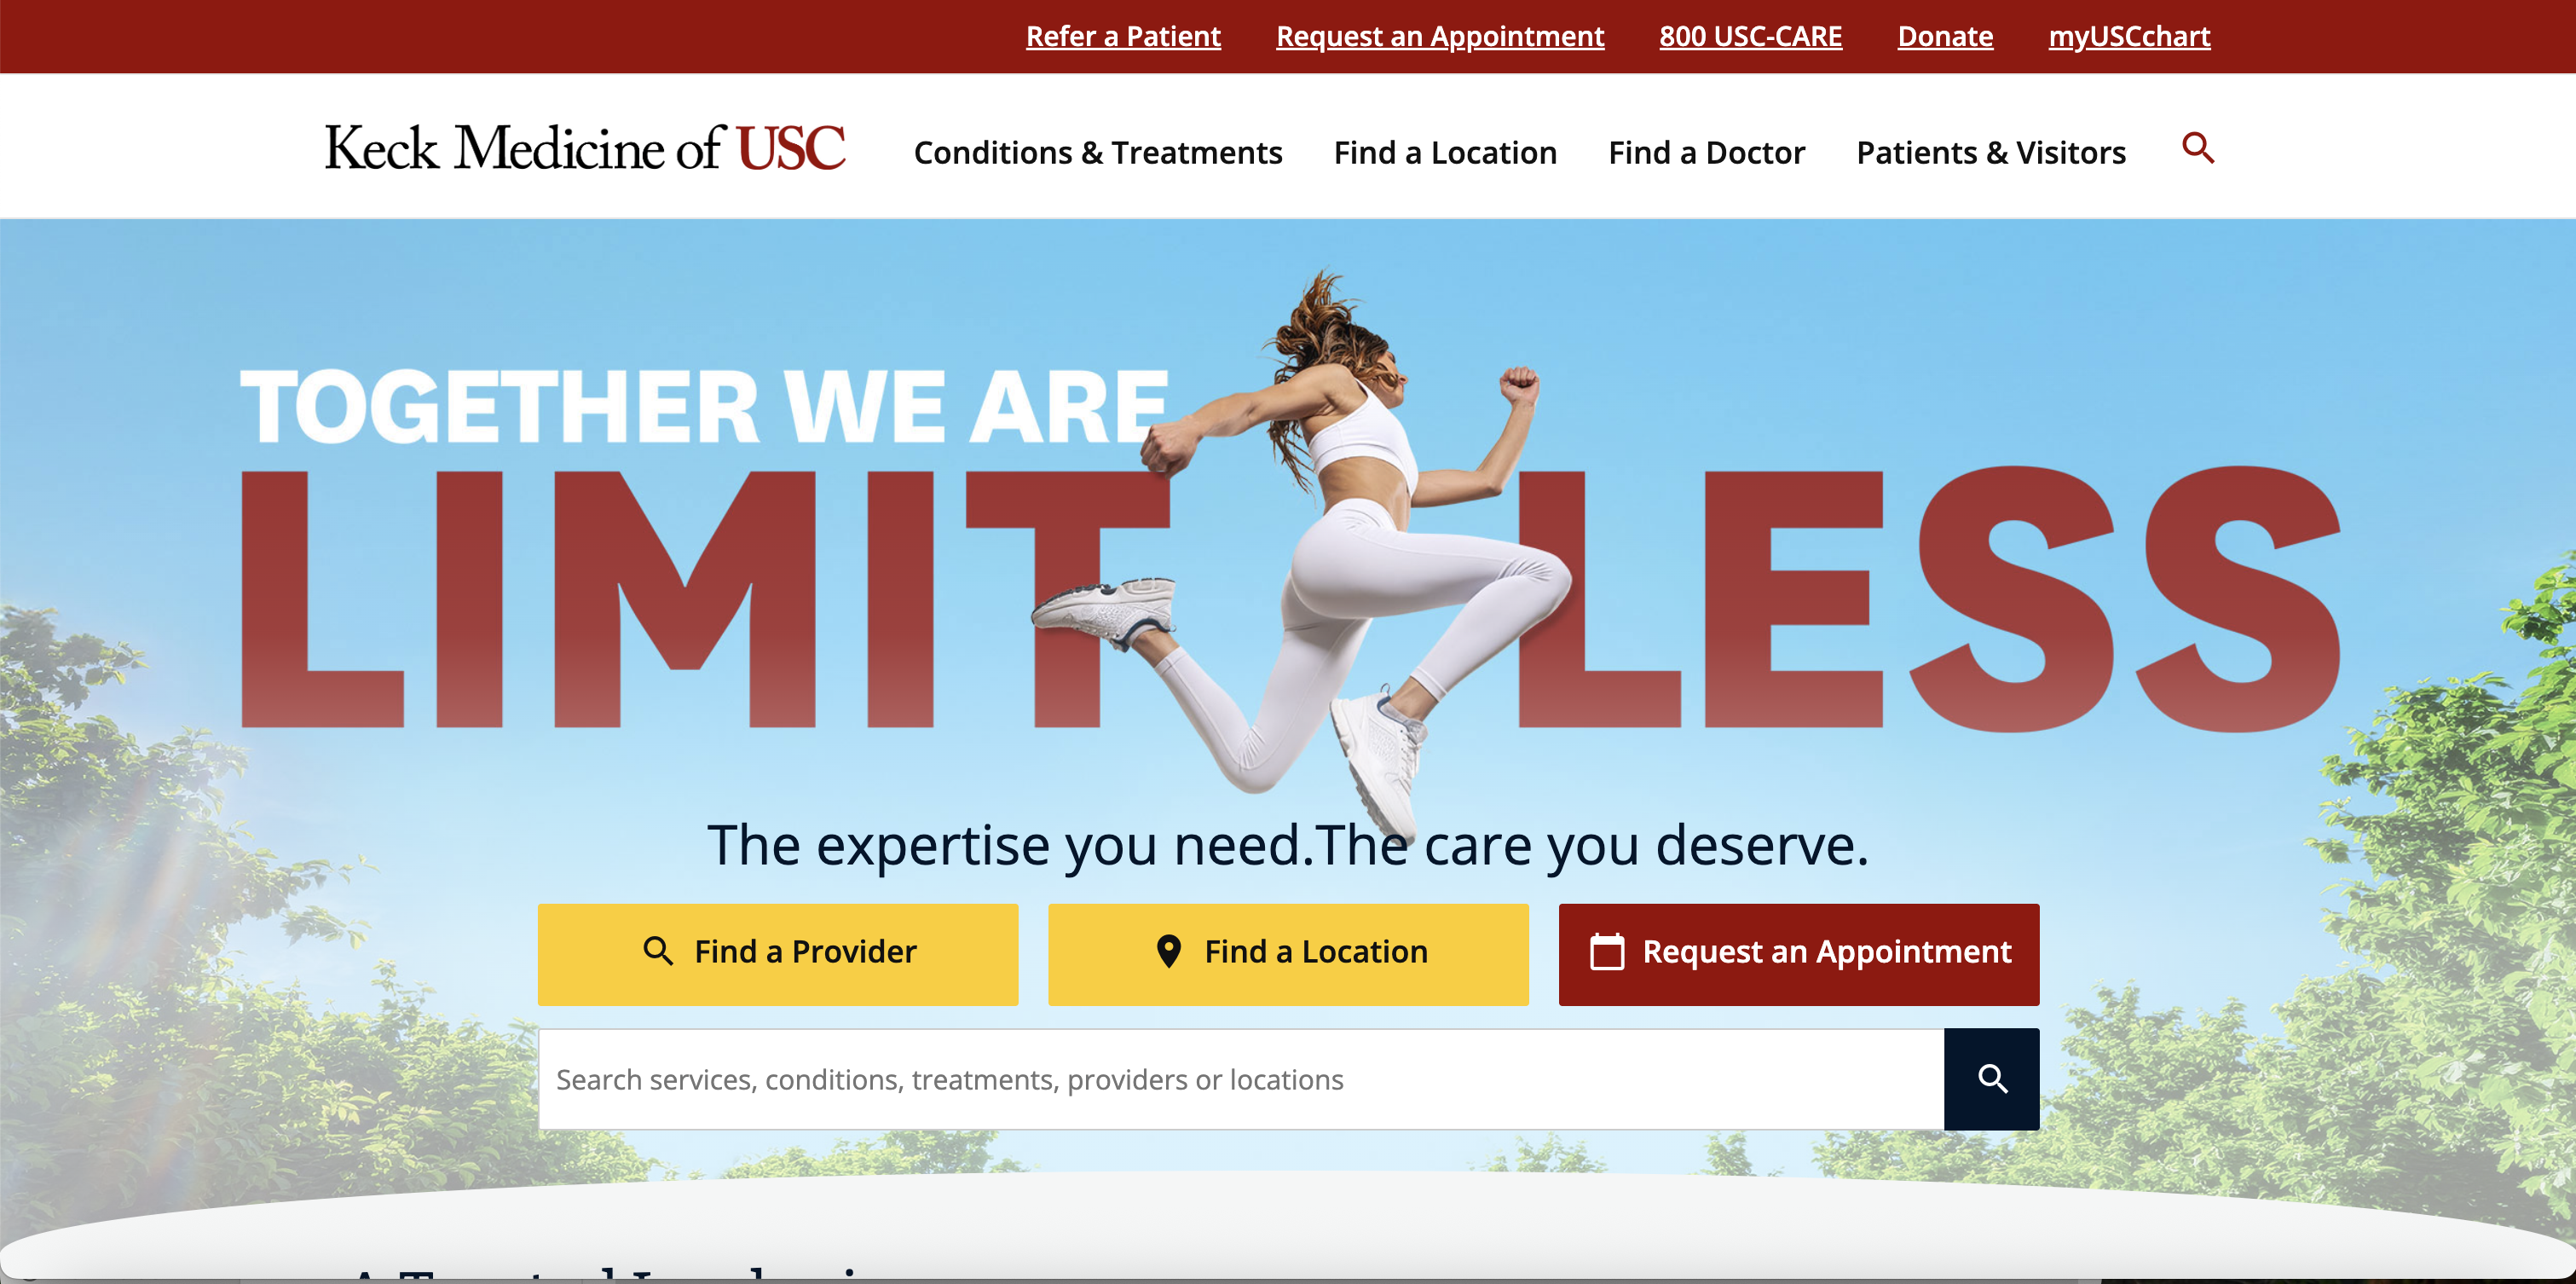 Refer a Patient Request an Appointment 800 USC-CARE Donate myUSCchart
Keck Medicine of USC Conditions & Treatments Find a Location Find a Doctor Patients & Visitors
TOGETHER WE ARE
LIMIT LESS
The expertise you need.The care you deserve.
Find a Provider Find a Location Request an Appointment
Search services, conditions, treatments, providers or locations